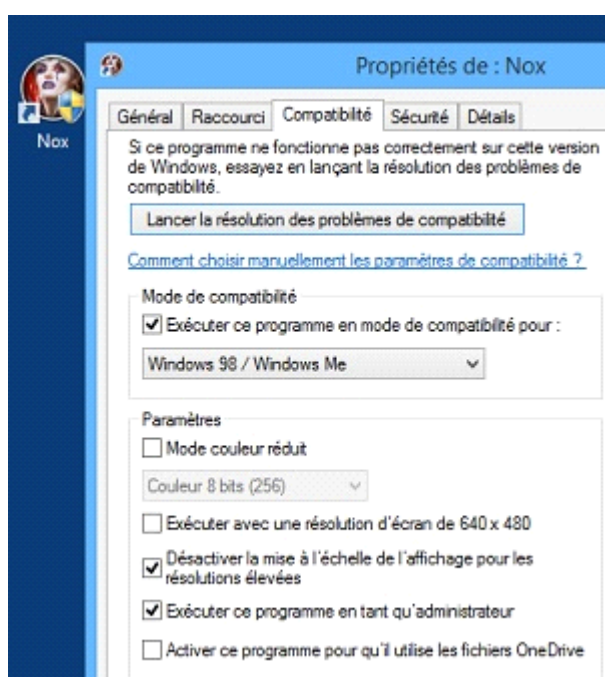 Propriétés de : Nox
Nox
Général Raccourci Compatibilité Sécurité Détails
Si ce programme ne fonctionne pas correctement sur cette version
de Windows, essayez en lançant la résolution des problèmes de
compatibilité.
Lancer la résolution des problèmes de compatibilité
Comment choisir manuellement les paramètres de compatibilité ?
Mode de compatibilité
Exécuter ce programme en mode de compatibilité pour :
Windows 98 / Windows Me
Paramètres
Mode couleur réduit
Couleur 8 bits (256)
Exécuter avec une résolution d'écran de 640 x 480
Désactiver la mise à l'échelle de l'affichage pour les
résolutions élevées
Exécuter ce programme en tant qu'administrateur
Activer ce programme pour qu'il utilise les fichiers OneDrive